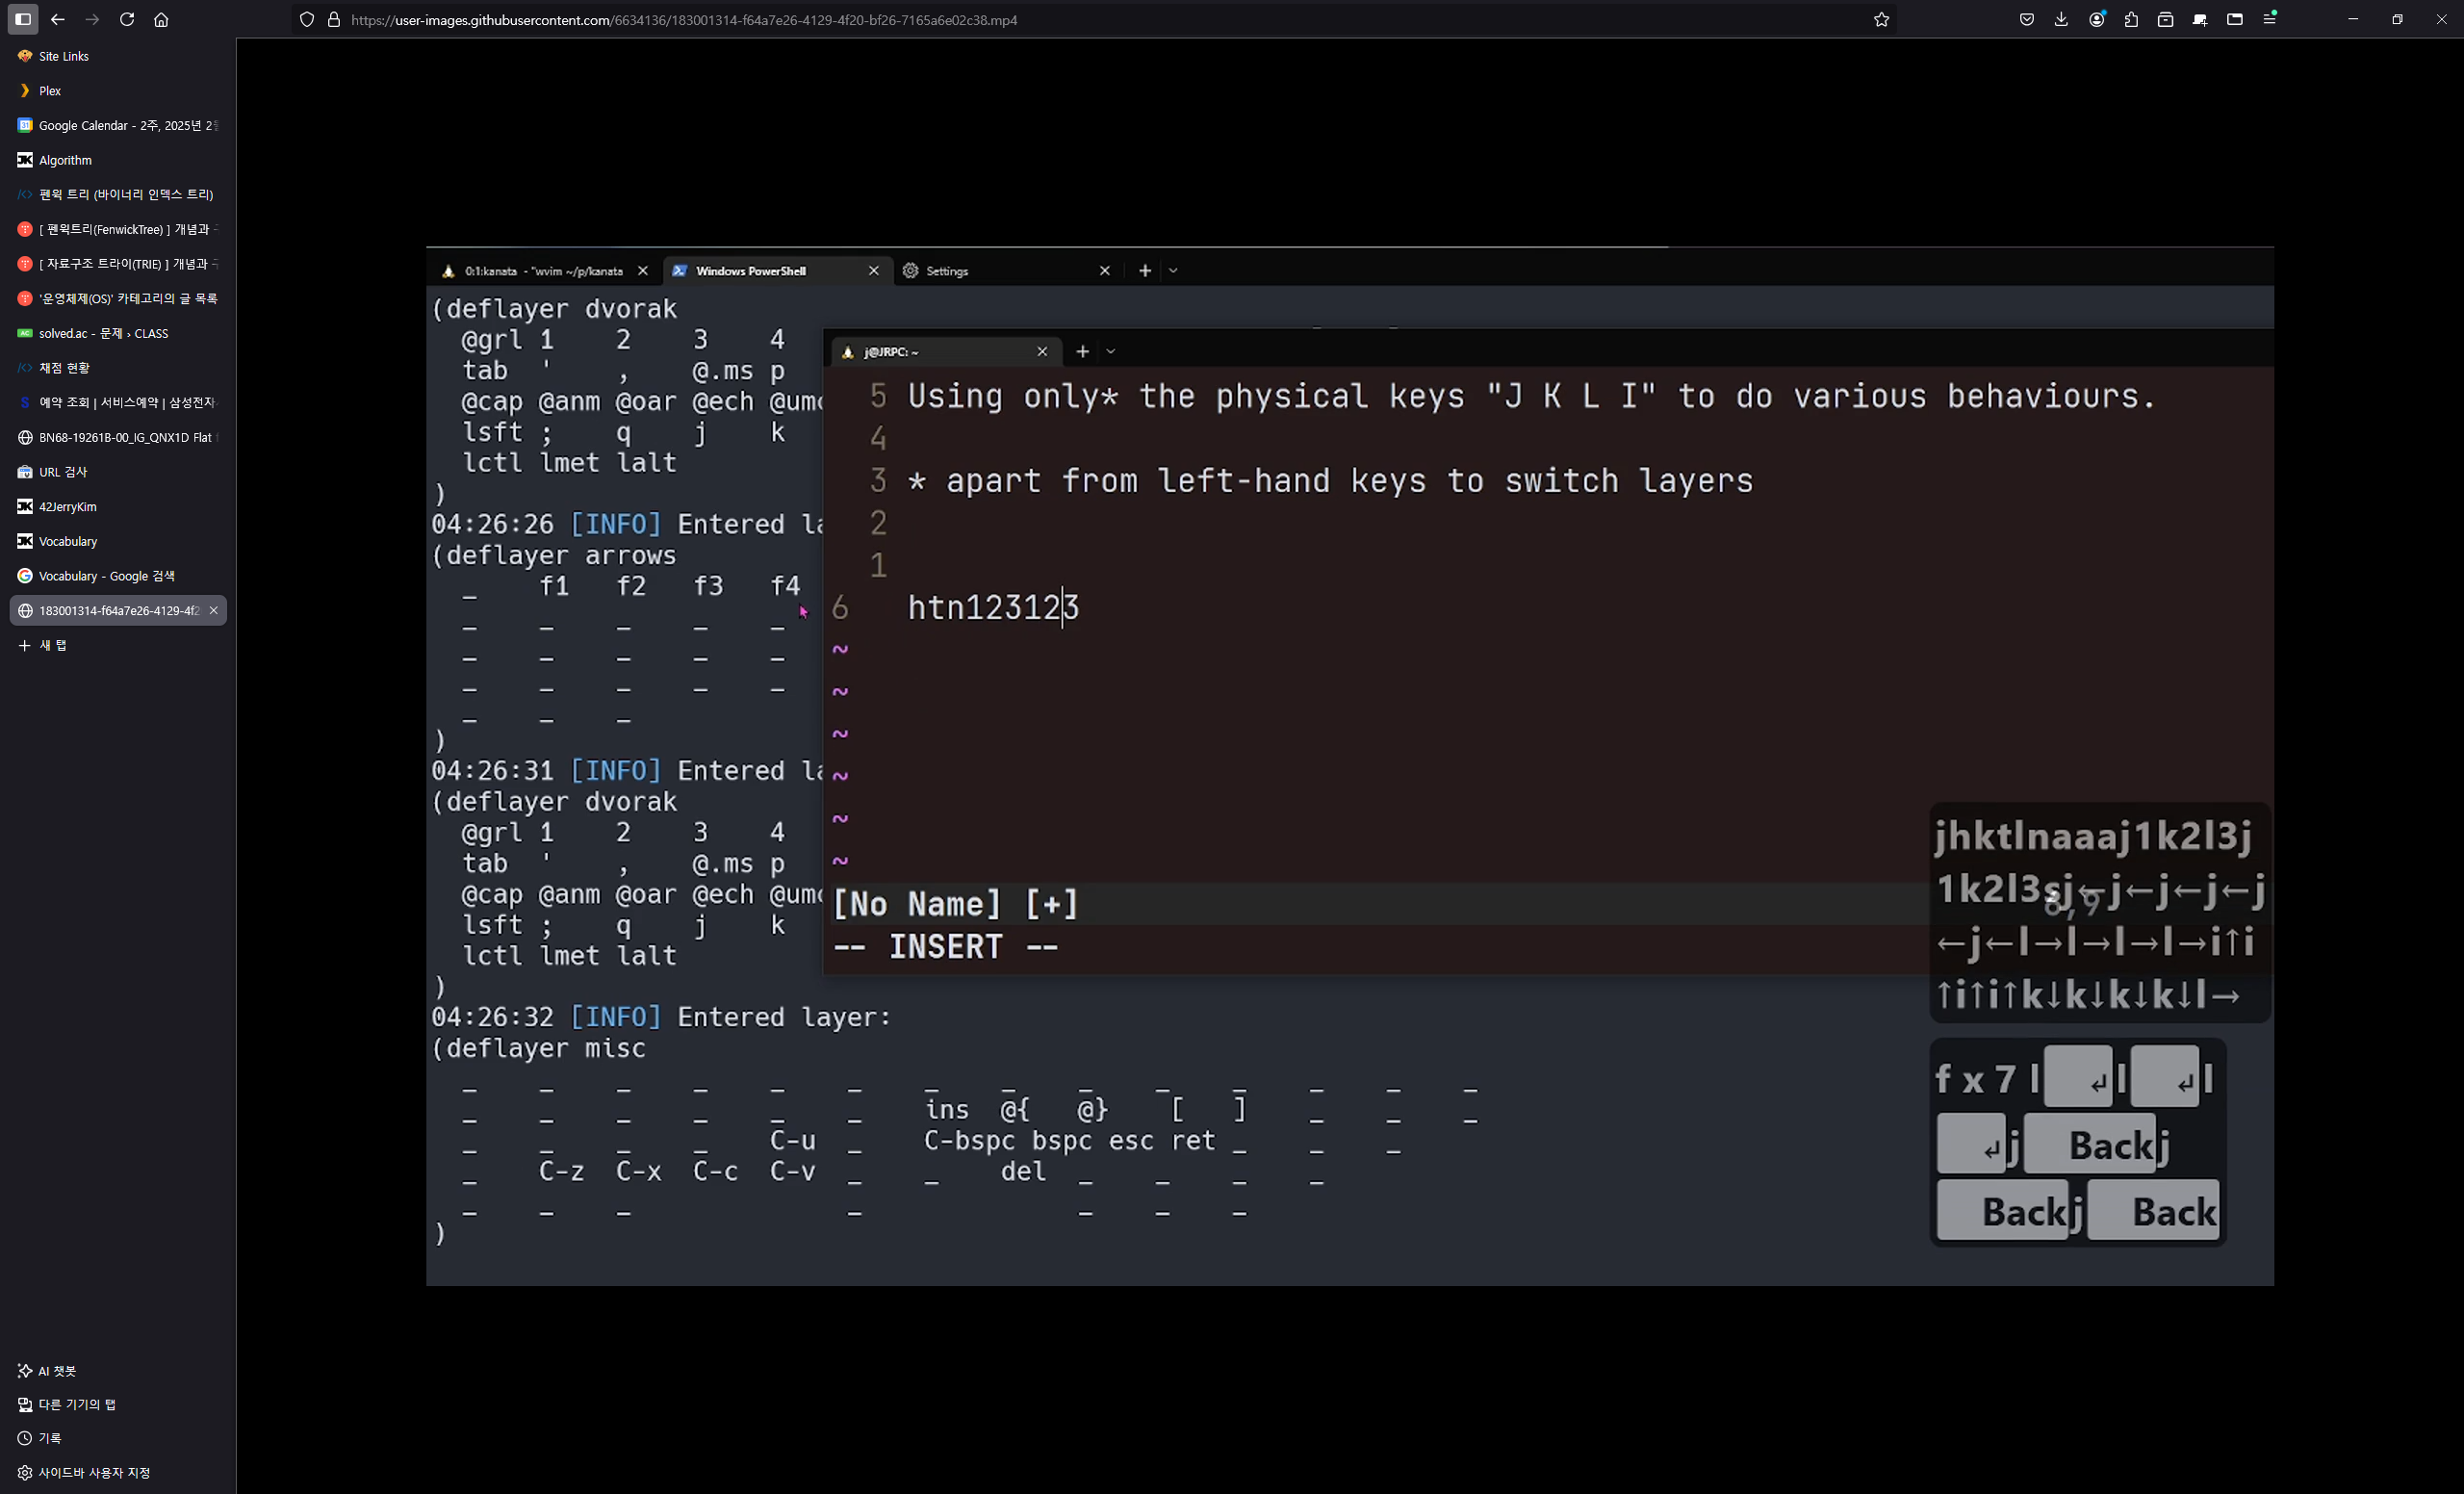 https://user-images.githubusercontent.com/6634136/183001314-f64a7e26-4129-4f20-bf26-7165a6e02c38.mp4
Site Links
Plex
Google Calendar - 2주, 2025년 2
Algorithm
펜윅 트리 (바이너리 인덱스 트리)
[ 펜윅트리(FenwickTree) ] 개념과
[ 자료구조 트라이(TRIE) ] 개념과
'운영체제(OS)' 카테고리의 글 목록
solved.ac - 문제 › CLASS
채점 현황
예약 조회 | 서비스예약 | 삼성전자
BN68-19261B-00_IG_QNX1D Flat
URL 검사
42JerryKim
Vocabulary
Vocabulary - Google 검색
183001314-f64a7e26-4129-4f2
새 탭
AI 챗봇
다른 기기의 탭
기록
사이드바 사용자 지정
0:1:kanata - "wvim ~/p/kanata
Windows PowerShell
Settings
(deflayer dvorak
@grl 1 2 3 4
tab ' , @.ms p
@cap @anm @oar @ech @umc
lsft ; q j k
lctl lmet lalt
)
04:26:26 [INFO] Entered la
(deflayer arrows
_ f1 f2 f3 f4
_ _ _ _ _
_ _ _ _ _
_ _ _ _ _
_ _ _
)
04:26:31 [INFO] Entered la
(deflayer dvorak
@grl 1 2 3 4
tab ' , @.ms p
@cap @anm @oar @ech @umc
lsft ; q j k
lctl lmet lalt
)
04:26:32 [INFO] Entered layer:
(deflayer misc
_ _ _ _ _ _ _ _ _ _ _ _ _ _
_ _ _ _ _ _ ins @{ @} [ ] _ _ _
_ _ _ _ C-u _ C-bspc bspc esc ret _ _ _
_ C-z C-x C-c C-v _ _ del _ _ _ _
_ _ _ _ _ _ _
)
j@JRPC: ~
5 Using only* the physical keys "J K L I" to do various behaviours.
4
3 * apart from left-hand keys to switch layers
2
1
6 htn123123
~
~
~
~
~
~
[No Name] [+]
-- INSERT --
6,9
jhktlnaaaj1k2l3j
1k2l3sj←j←j←j←j
←j←l→l→l→l→i↑i
↑i↑i↑k↓k↓k↓k↓l→
f x 7 l↵l↵l
↵j Back j
Back j Back